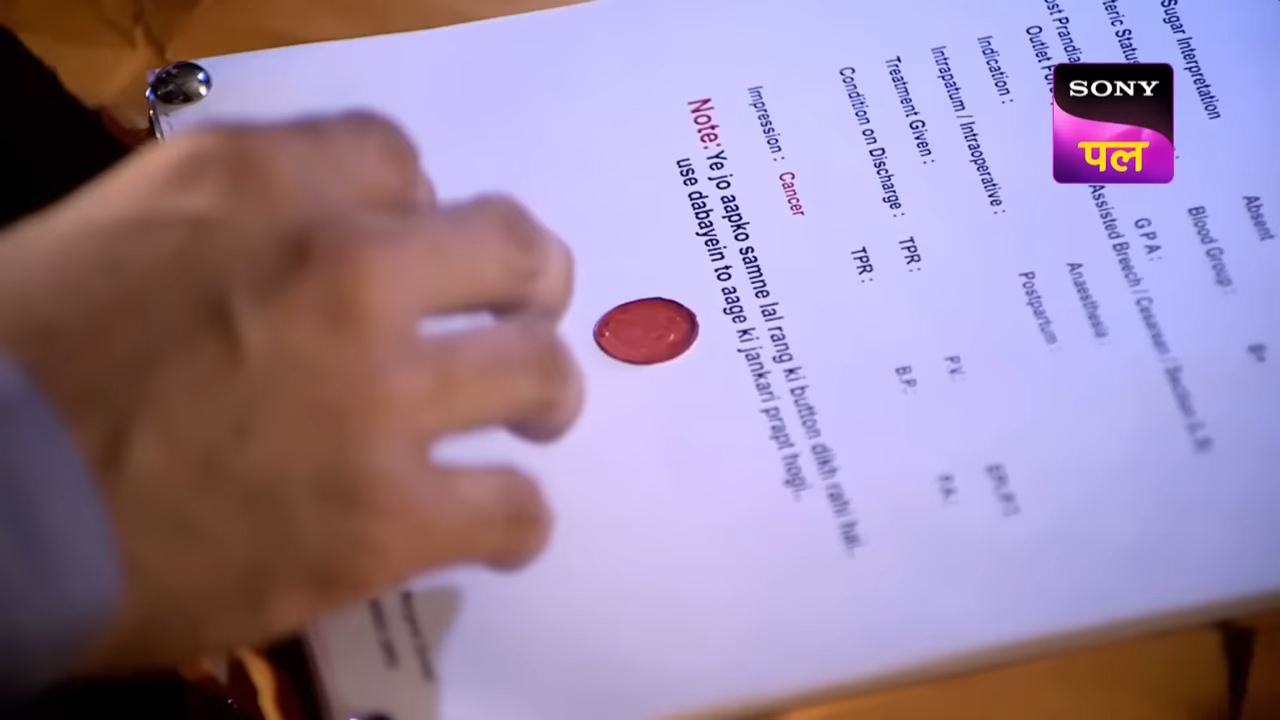 SONY
पल
Sugar Interpretation
Absent
Blood Group :
G P A :
Assisted Breech / Cesarean / Section
Indication :
Anaesthesia :
Intrapatum / Intraoperative :
Postpartum :
Treatment Given :
TPR :
P.V.
Condition on Discharge :
TPR :
B.P. :
Impression : Cancer
Note: Ye jo aapko samne lal rang ki button dikh rahi hai.
use dabayein to aage ki jankari prapt hogi..